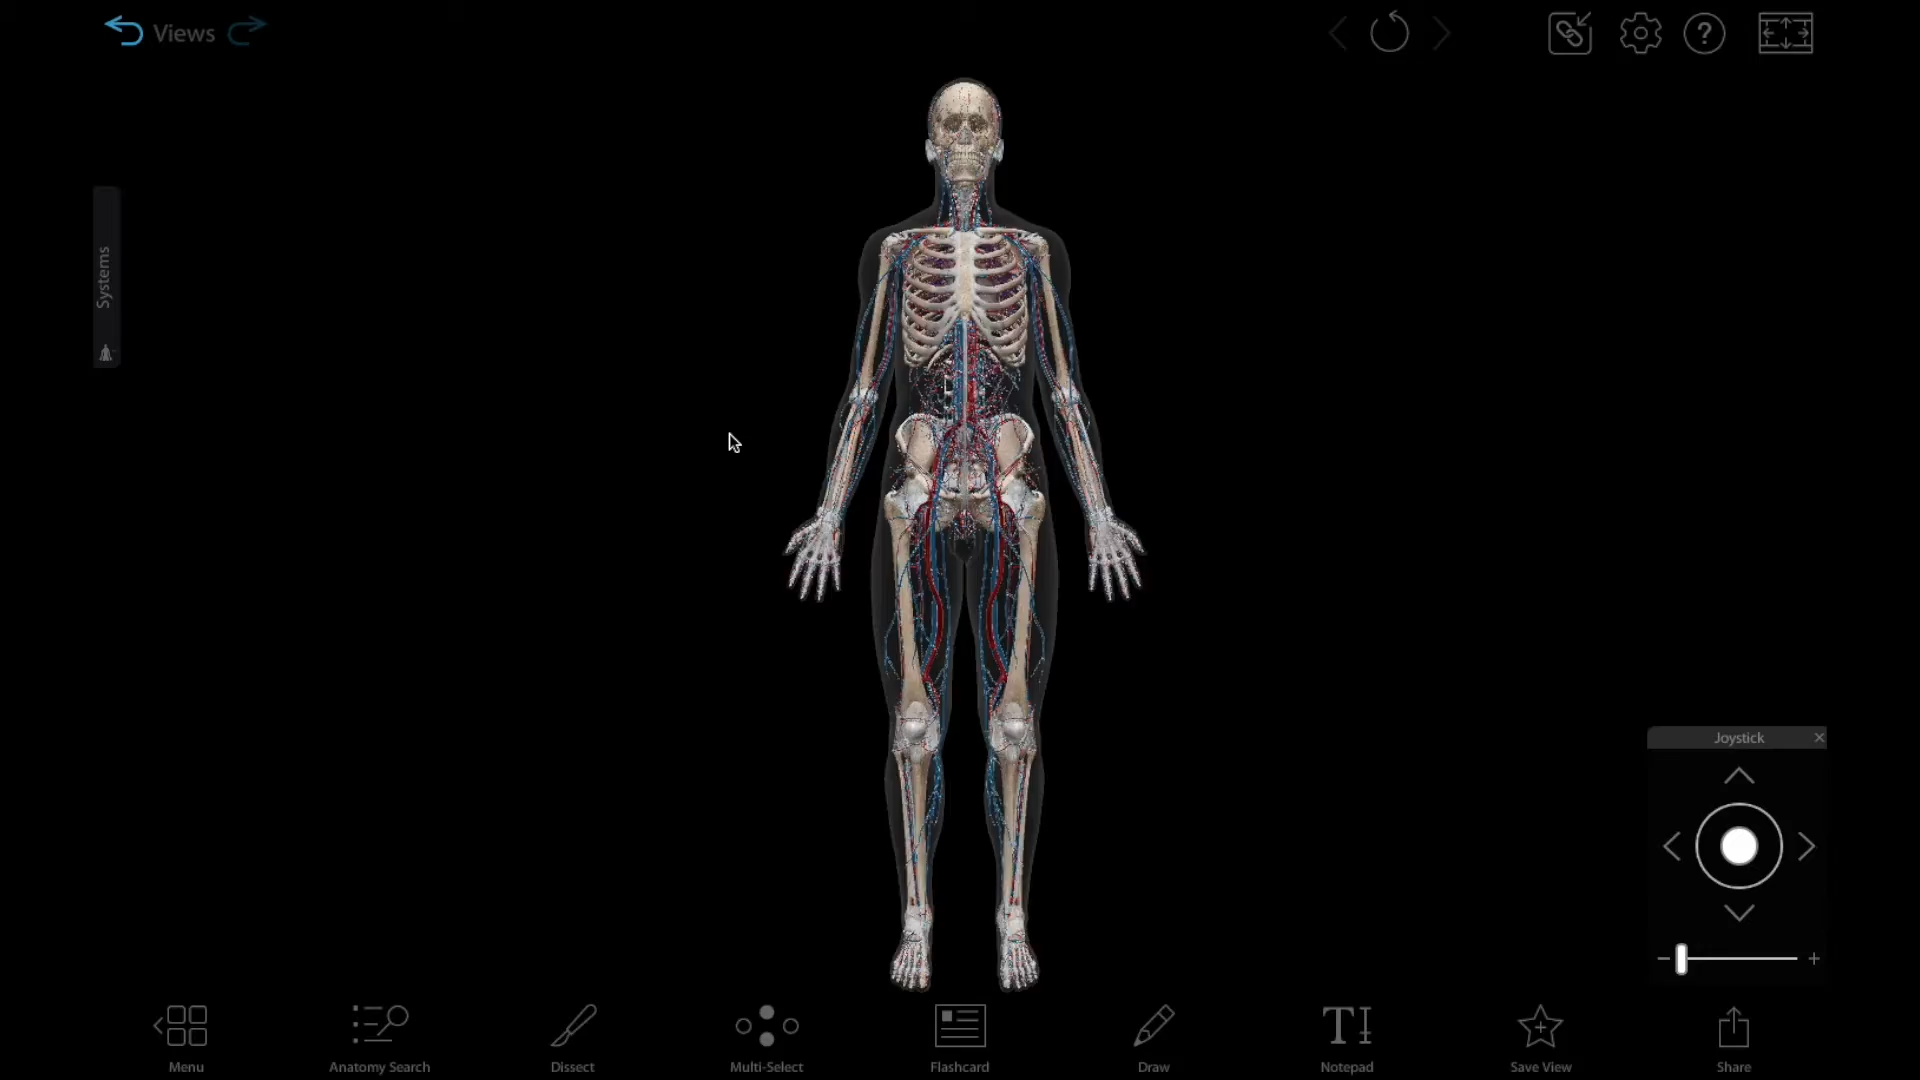 Views
?
Systems
Joystick
Menu
Anatomy Search
Dissect
Multi-Select
Flashcard
Draw
Notepad
Save View
Share